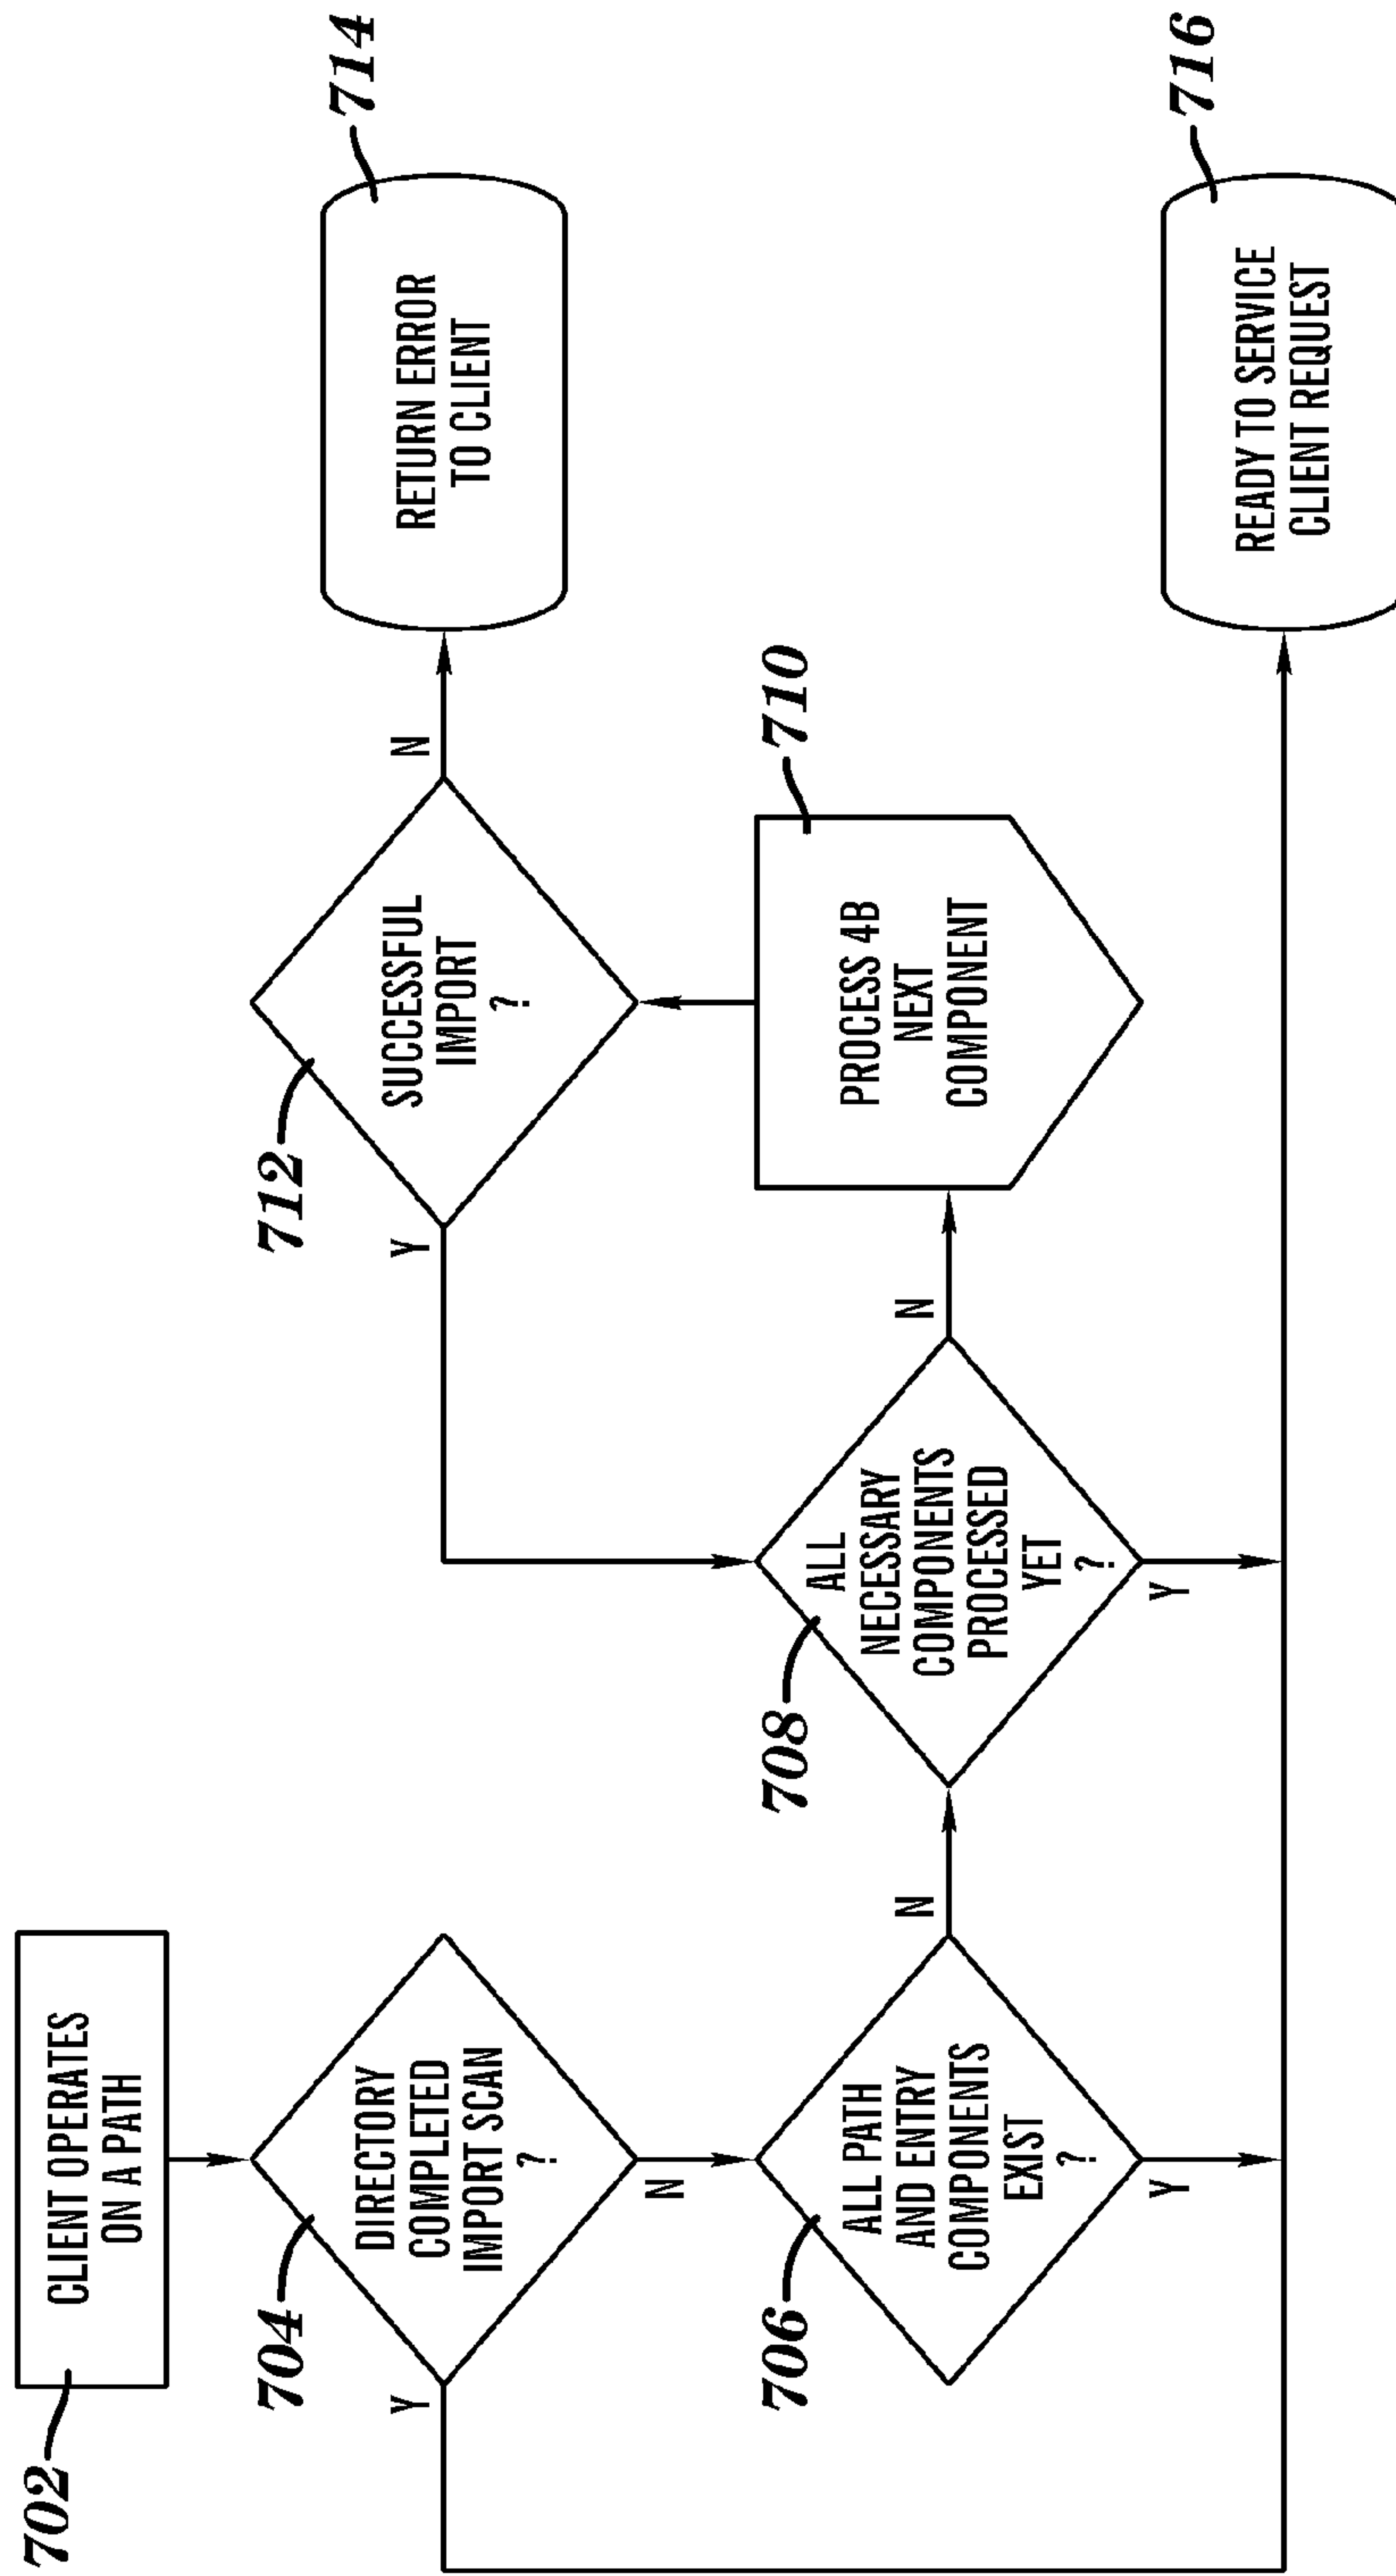 702
CLIENT OPERATES
ON A PATH
704
DIRECTORY
COMPLETED
IMPORT SCAN
?
Y
N
706
ALL PATH
AND ENTRY
COMPONENTS
EXIST
?
N
Y
708
ALL
NECESSARY
COMPONENTS
PROCESSED
YET
?
N
Y
710
PROCESS 4B
NEXT
COMPONENT
712
SUCCESSFUL
IMPORT
?
Y
N
714
RETURN ERROR
TO CLIENT
716
READY TO SERVICE
CLIENT REQUEST